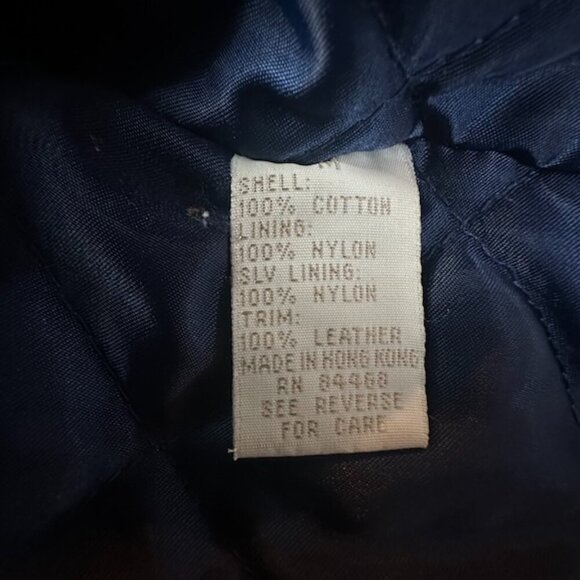 M
SHELL:
100% COTTON
LINING:
100% NYLON
SLV LINING:
100% NYLON
TRIM:
100% LEATHER
MADE IN HONG KONG
RN 84468
SEE REVERSE
FOR CARE